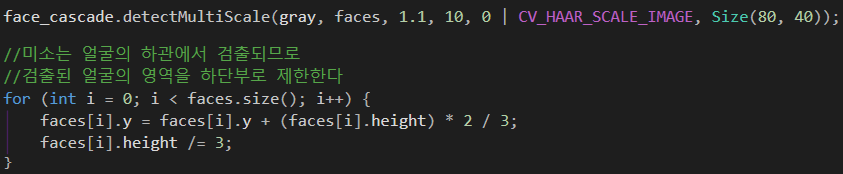 face_cascade.detectMultiScale(gray, faces, 1.1, 10, 0 | CV_HAAR_SCALE_IMAGE, Size(80, 40));
//미소는 얼굴의 하관에서 검출되므로
//검출된 얼굴의 영역을 하단부로 제한한다
for (int i = 0; i < faces.size(); i++) {
    faces[i].y = faces[i].y + (faces[i].height) * 2 / 3;
    faces[i].height /= 3;
}